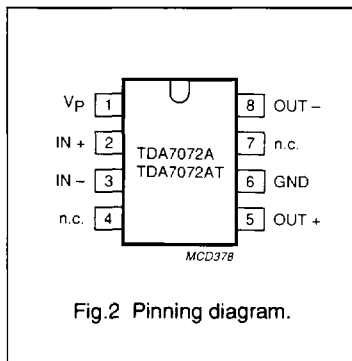 VP 1 8 OUT −
IN + 2 7 n.c.
TDA7072A
TDA7072AT
IN − 3 6 GND
n.c. 4 5 OUT +
MCD378
Fig.2 Pinning diagram.